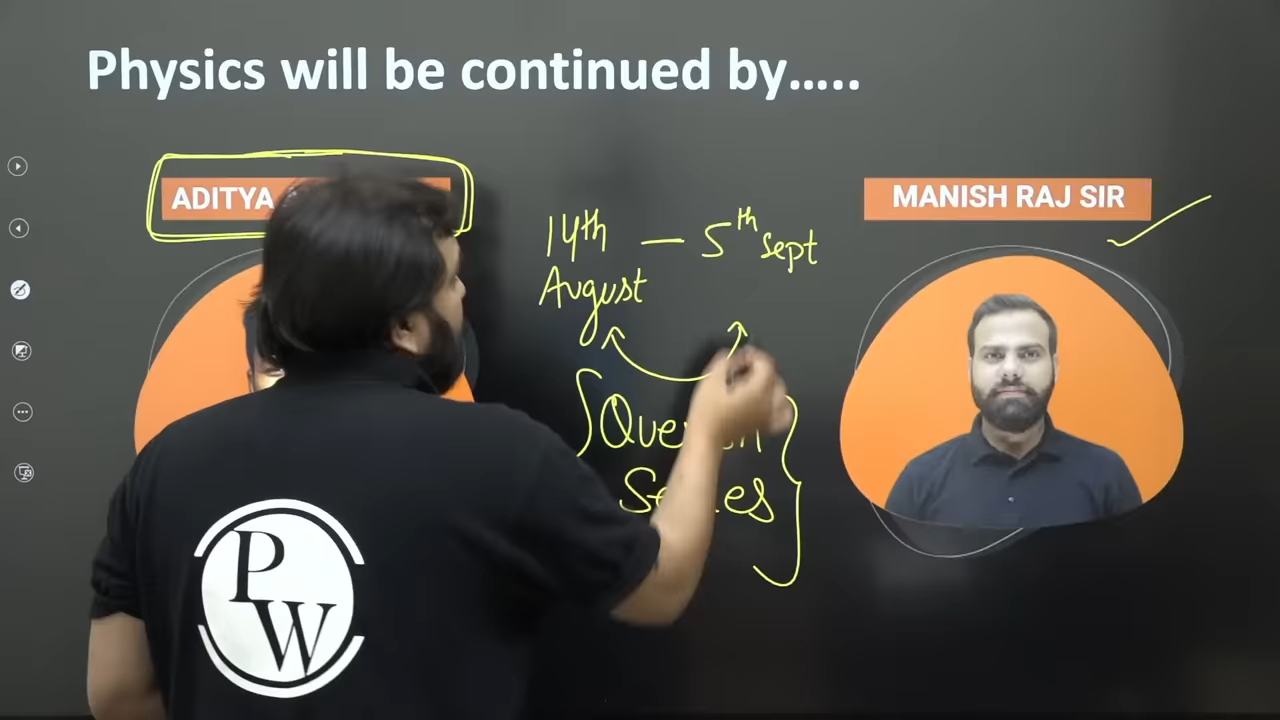 Physics will be continued by.....
ADITYA
MANISH RAJ SIR
14th — 5th Sept
August
Series
P
W